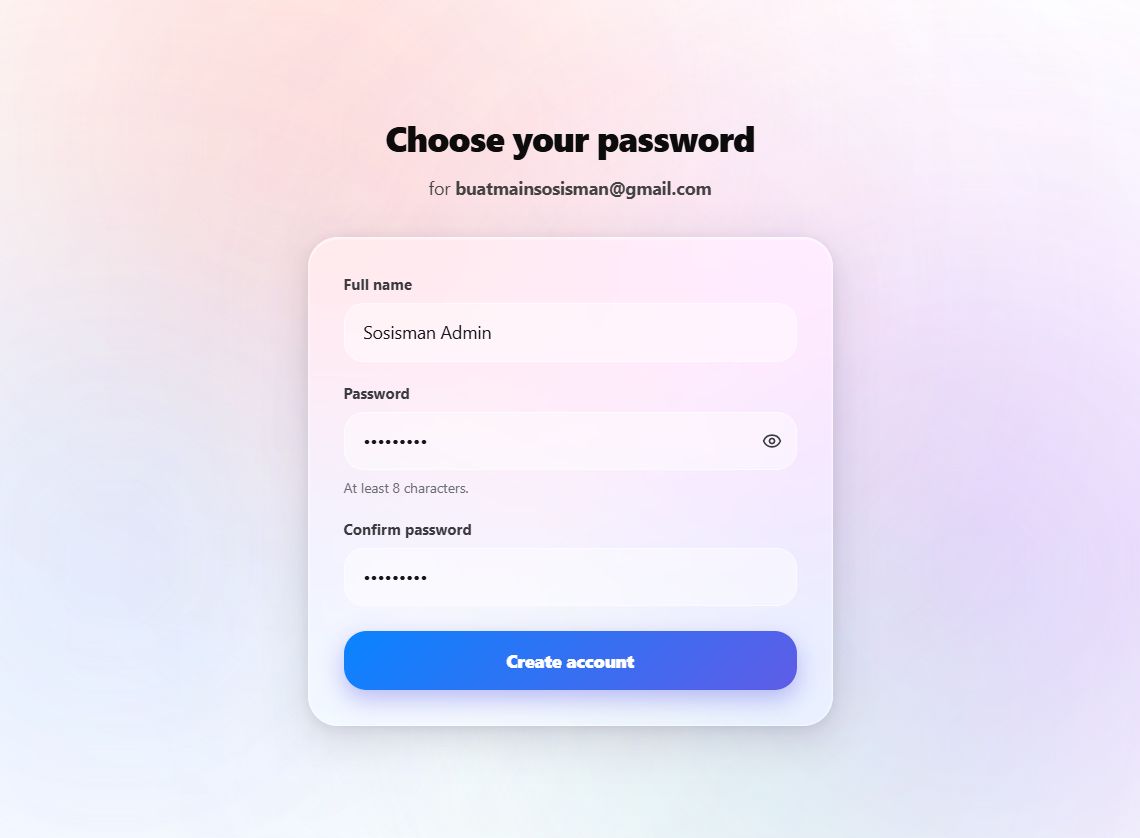 Choose your password
for buatmainsosisman@gmail.com
Full name
Sosisman Admin
Password
•••••••••
At least 8 characters.
Confirm password
•••••••••
Create account